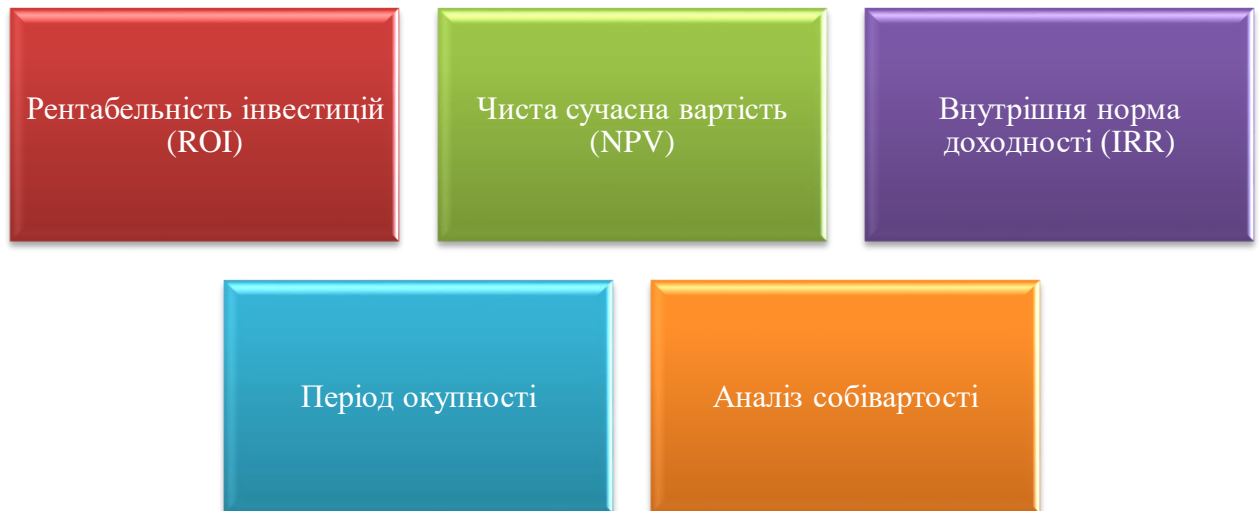 Рентабельність інвестицій
(ROI)
Чиста сучасна вартість
(NPV)
Внутрішня норма
доходності (IRR)
Період окупності
Аналіз собівартості